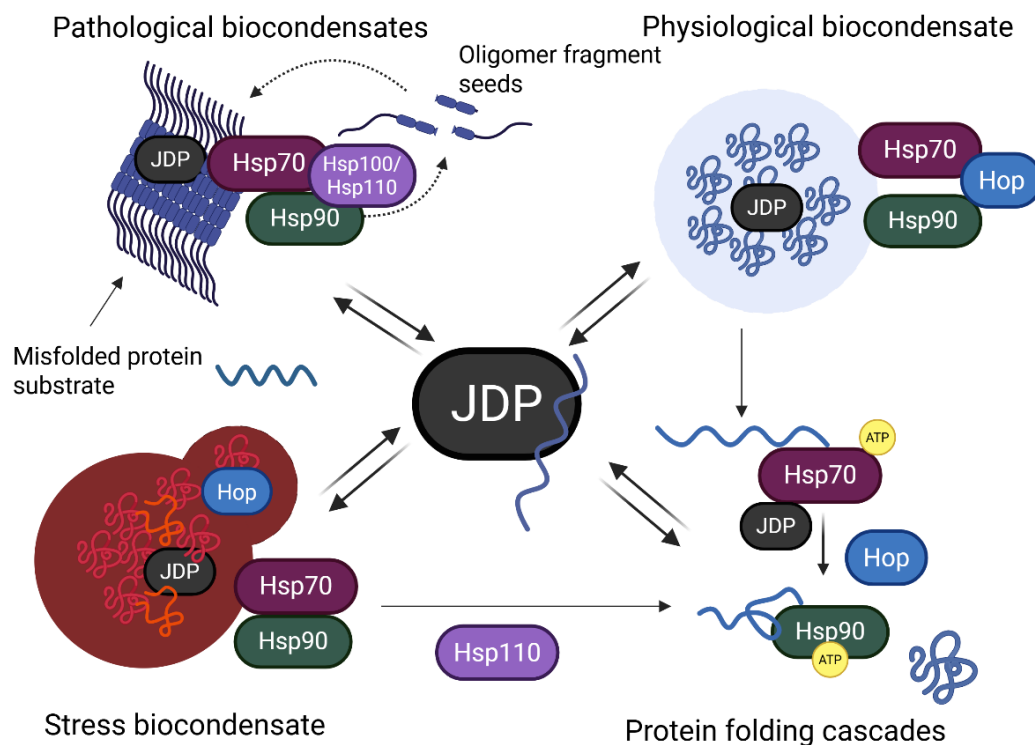 Pathological biocondensates
Physiological biocondensate
Oligomer fragment
seeds
JDP
Hsp70
Hsp100/
Hsp110
Hsp90
Hsp70
Hop
JDP
Hsp90
Misfolded protein
substrate
JDP
ATP
Hsp70
JDP
Hop
Hop
JDP
Hsp70
Hsp90
Hsp110
Hsp90
ATP
Stress biocondensate
Protein folding cascades